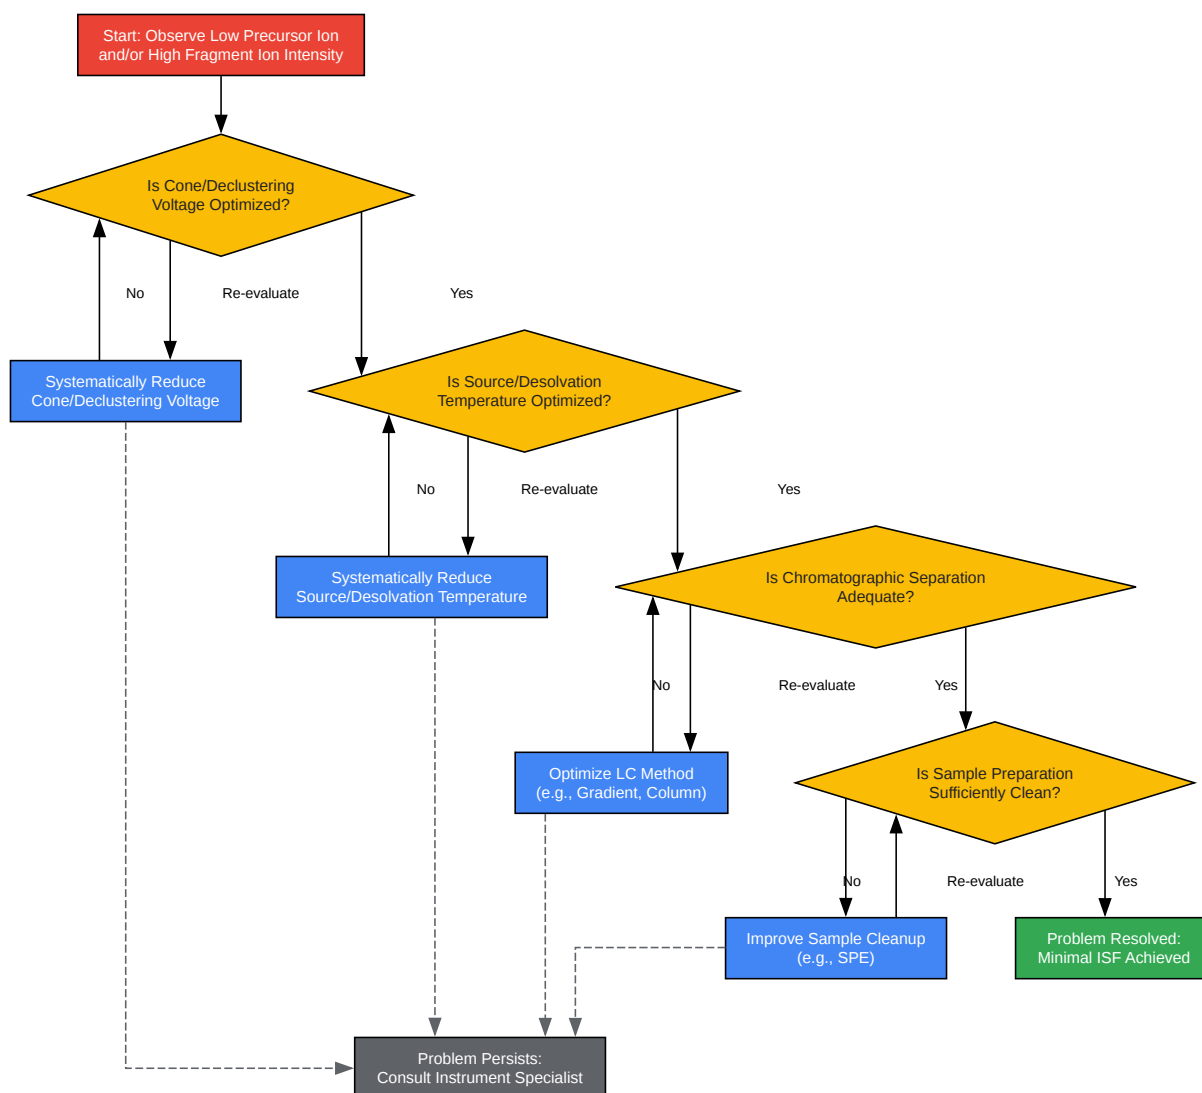 Start: Observe Low Precursor Ion
and/or High Fragment Ion Intensity
Is Cone/Declustering
Voltage Optimized?
No
Re-evaluate
Yes
Systematically Reduce
Cone/Declustering Voltage
Is Source/Desolvation
Temperature Optimized?
No
Re-evaluate
Yes
Systematically Reduce
Source/Desolvation Temperature
Is Chromatographic Separation
Adequate?
No
Re-evaluate
Yes
Optimize LC Method
(e.g., Gradient, Column)
Is Sample Preparation
Sufficiently Clean?
No
Re-evaluate
Yes
Improve Sample Cleanup
(e.g., SPE)
Problem Resolved:
Minimal ISF Achieved
Problem Persists:
Consult Instrument Specialist